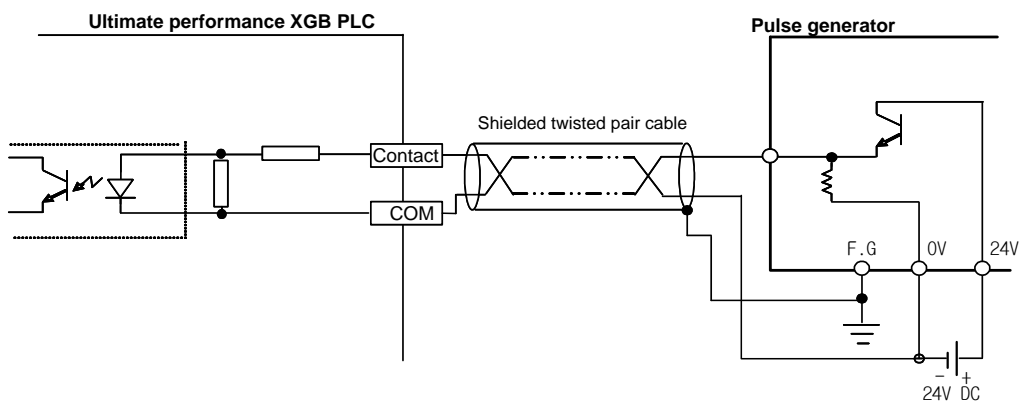 Ultimate performance XGB PLC
Pulse generator
Shielded twisted pair cable
Contact
COM
F.G
0V
24V
- +
24V DC